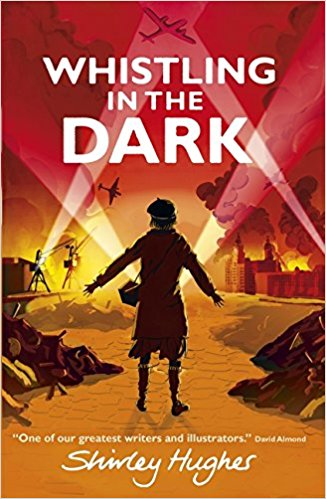 WHISTLING
IN THE
DARK
"One of our greatest writers and illustrators." David Almond
Shirley Hughes